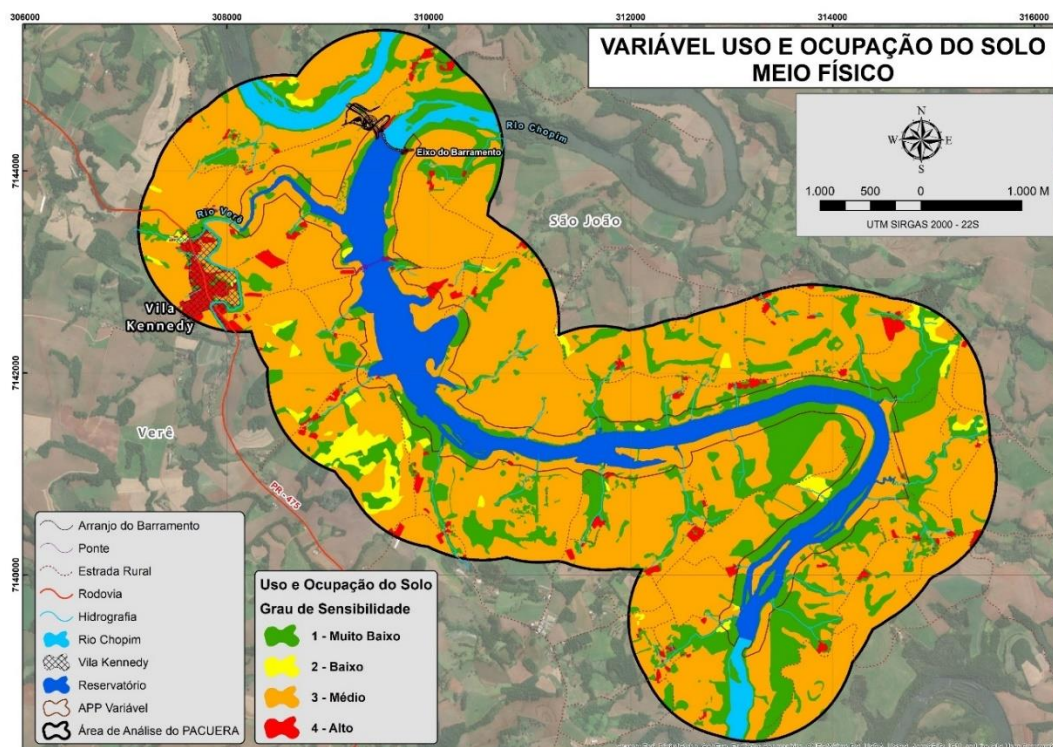 306000 308000 310000 312000 314000 316000
VARIÁVEL USO E OCUPAÇÃO DO SOLO
MEIO FÍSICO
N
W E
S
1.000 500 0 1.000 M
UTM SIRGAS 2000 - 22S
7144000
7142000
7140000
Rio Chopim
Eixo do Barramento
São João
Rio Verê
Vila
Kennedy
Verê
PR - 475
Arranjo do Barramento
Ponte
Estrada Rural
Rodovia
Hidrografia
Rio Chopim
Vila Kennedy
Reservatório
APP Variável
Área de Análise do PACUERA
Uso e Ocupação do Solo
Grau de Sensibilidade
1 - Muito Baixo
2 - Baixo
3 - Médio
4 - Alto